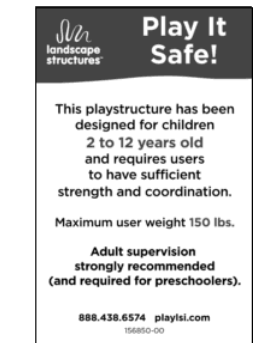 landscape
structures
Play It
Safe!
This playstructure has been
designed for children
2 to 12 years old
and requires users
to have sufficient
strength and coordination.
Maximum user weight 150 lbs.
Adult supervision
strongly recommended
(and required for preschoolers).
888.438.6574 playlsi.com
156850-00